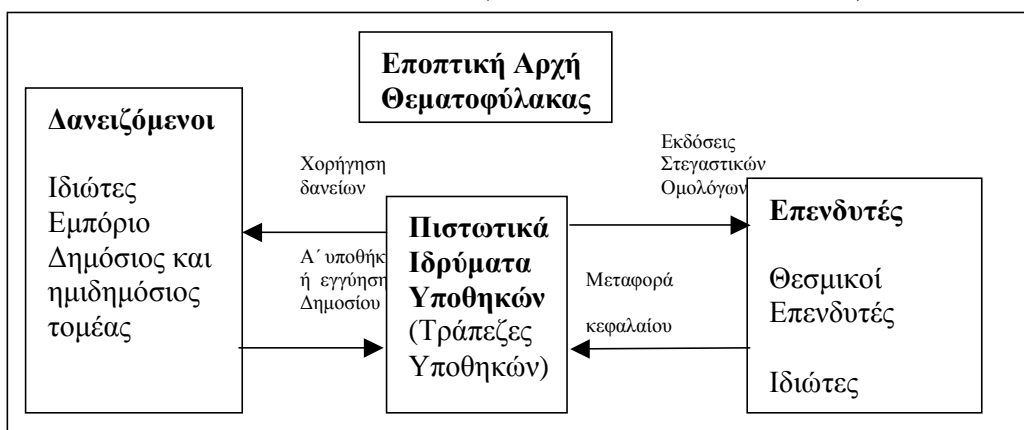 Εποπτική Αρχή
Θεματοφύλακας
Δανειζόμενοι
Ιδιώτες
Εμπόριο
Δημόσιος και
ημιδημόσιος
τομέας
Χορήγηση
δανείων
Α΄ υποθήκ
ή εγγύηση
Δημοσίου
Πιστωτικά
Ιδρύματα
Υποθηκών
(Τράπεζες
Υποθηκών)
Εκδόσεις
Στεγαστικών
Ομολόγων
Μεταφορά
κεφαλαίου
Επενδυτές
Θεσμικοί
Επενδυτές
Ιδιώτες